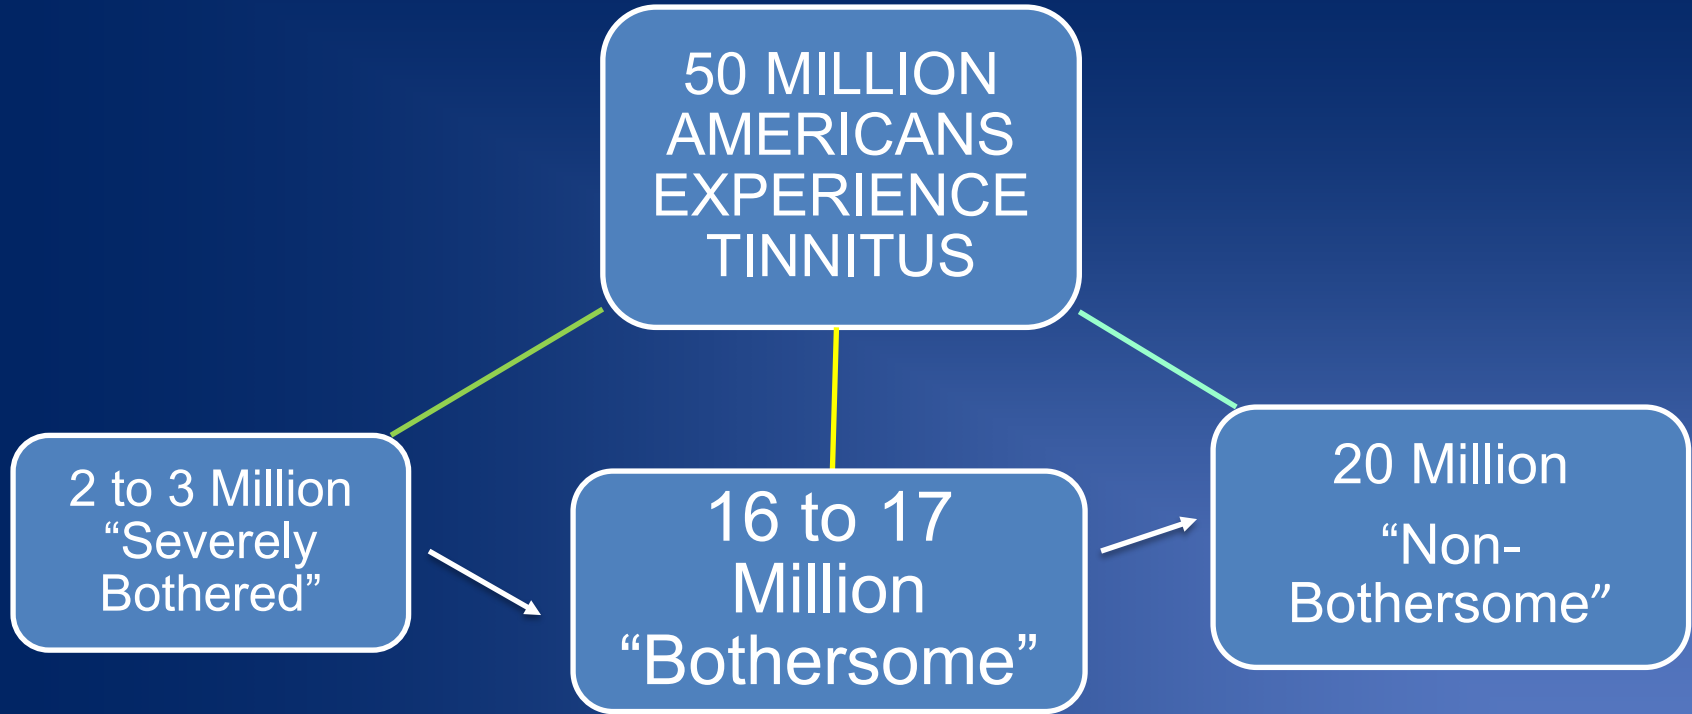 50 MILLION
AMERICANS
EXPERIENCE
TINNITUS
2 to 3 Million
“Severely
Bothered”
16 to 17
Million
“Bothersome”
20 Million
“Non-
Bothersome”